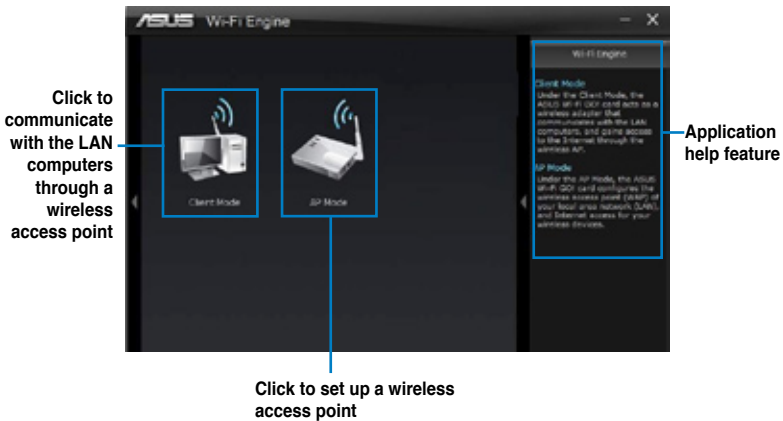 ASUS Wi-Fi Engine
Click to
communicate
with the LAN
computers
through a
wireless
access point
Client Mode
AP Mode
Wi-Fi Engine
Client Mode
Under the Client Mode, the
ASUS Wi-Fi GO! card acts as a
wireless adapter that
communicates with the LAN
computers, and gains access
to the Internet through the
wireless AP.
AP Mode
Under the AP Mode, the ASUS
Wi-Fi GO! card configures the
wireless access point (WAP) of
your local area network (LAN),
and Internet access for your
wireless devices.
Application
help feature
Click to set up a wireless
access point